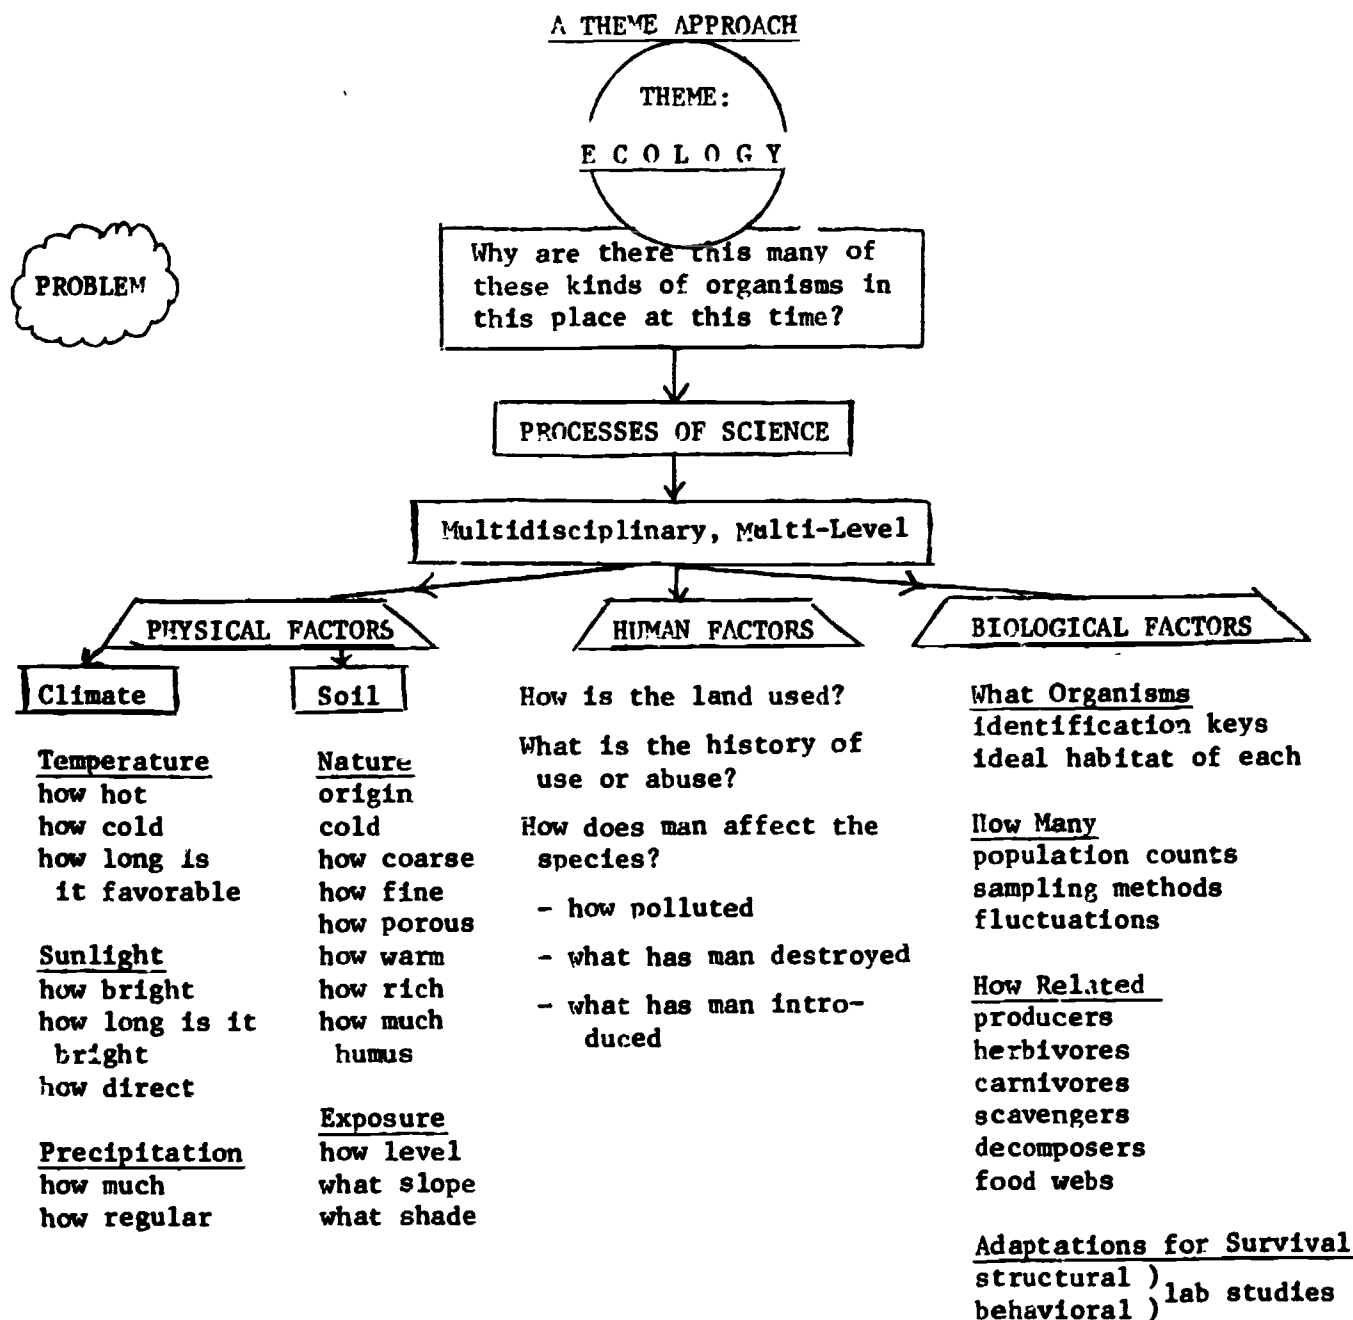 A THEME APPROACH
THEME:
E C O L O G Y
PROBLEM
Why are there this many of
these kinds of organisms in
this place at this time?
PROCESSES OF SCIENCE
Multidisciplinary, Multi-Level
PHYSICAL FACTORS
HUMAN FACTORS
BIOLOGICAL FACTORS
Climate
Temperature
how hot
how cold
how long is
it favorable
Sunlight
how bright
how long is it
bright
how direct
Precipitation
how much
how regular
Soil
Nature
origin
cold
how coarse
how fine
how porous
how warm
how rich
how much
humus
Exposure
how level
what slope
what shade
How is the land used?
What is the history of
use or abuse?
How does man affect the
species?
- how polluted
- what has man destroyed
- what has man intro-
duced
What Organisms
identification keys
ideal habitat of each
How Many
population counts
sampling methods
fluctuations
How Related
producers
herbivores
carnivores
scavengers
decomposers
food webs
Adaptations for Survival
structural )
lab studies
behavioral )